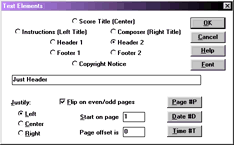 Text Elements
Score Title (Center)
OK
Instructions (Left Title) Composer (Right Title)
Cancel
Header 1 Header 2
Footer 1 Footer 2
Help
Copyright Notice
Font
Just Header
Justify: Flip on even/odd pages Page #P
Left
Start on page 1 Date #D
Center
Right Page offset is 0 Time #T